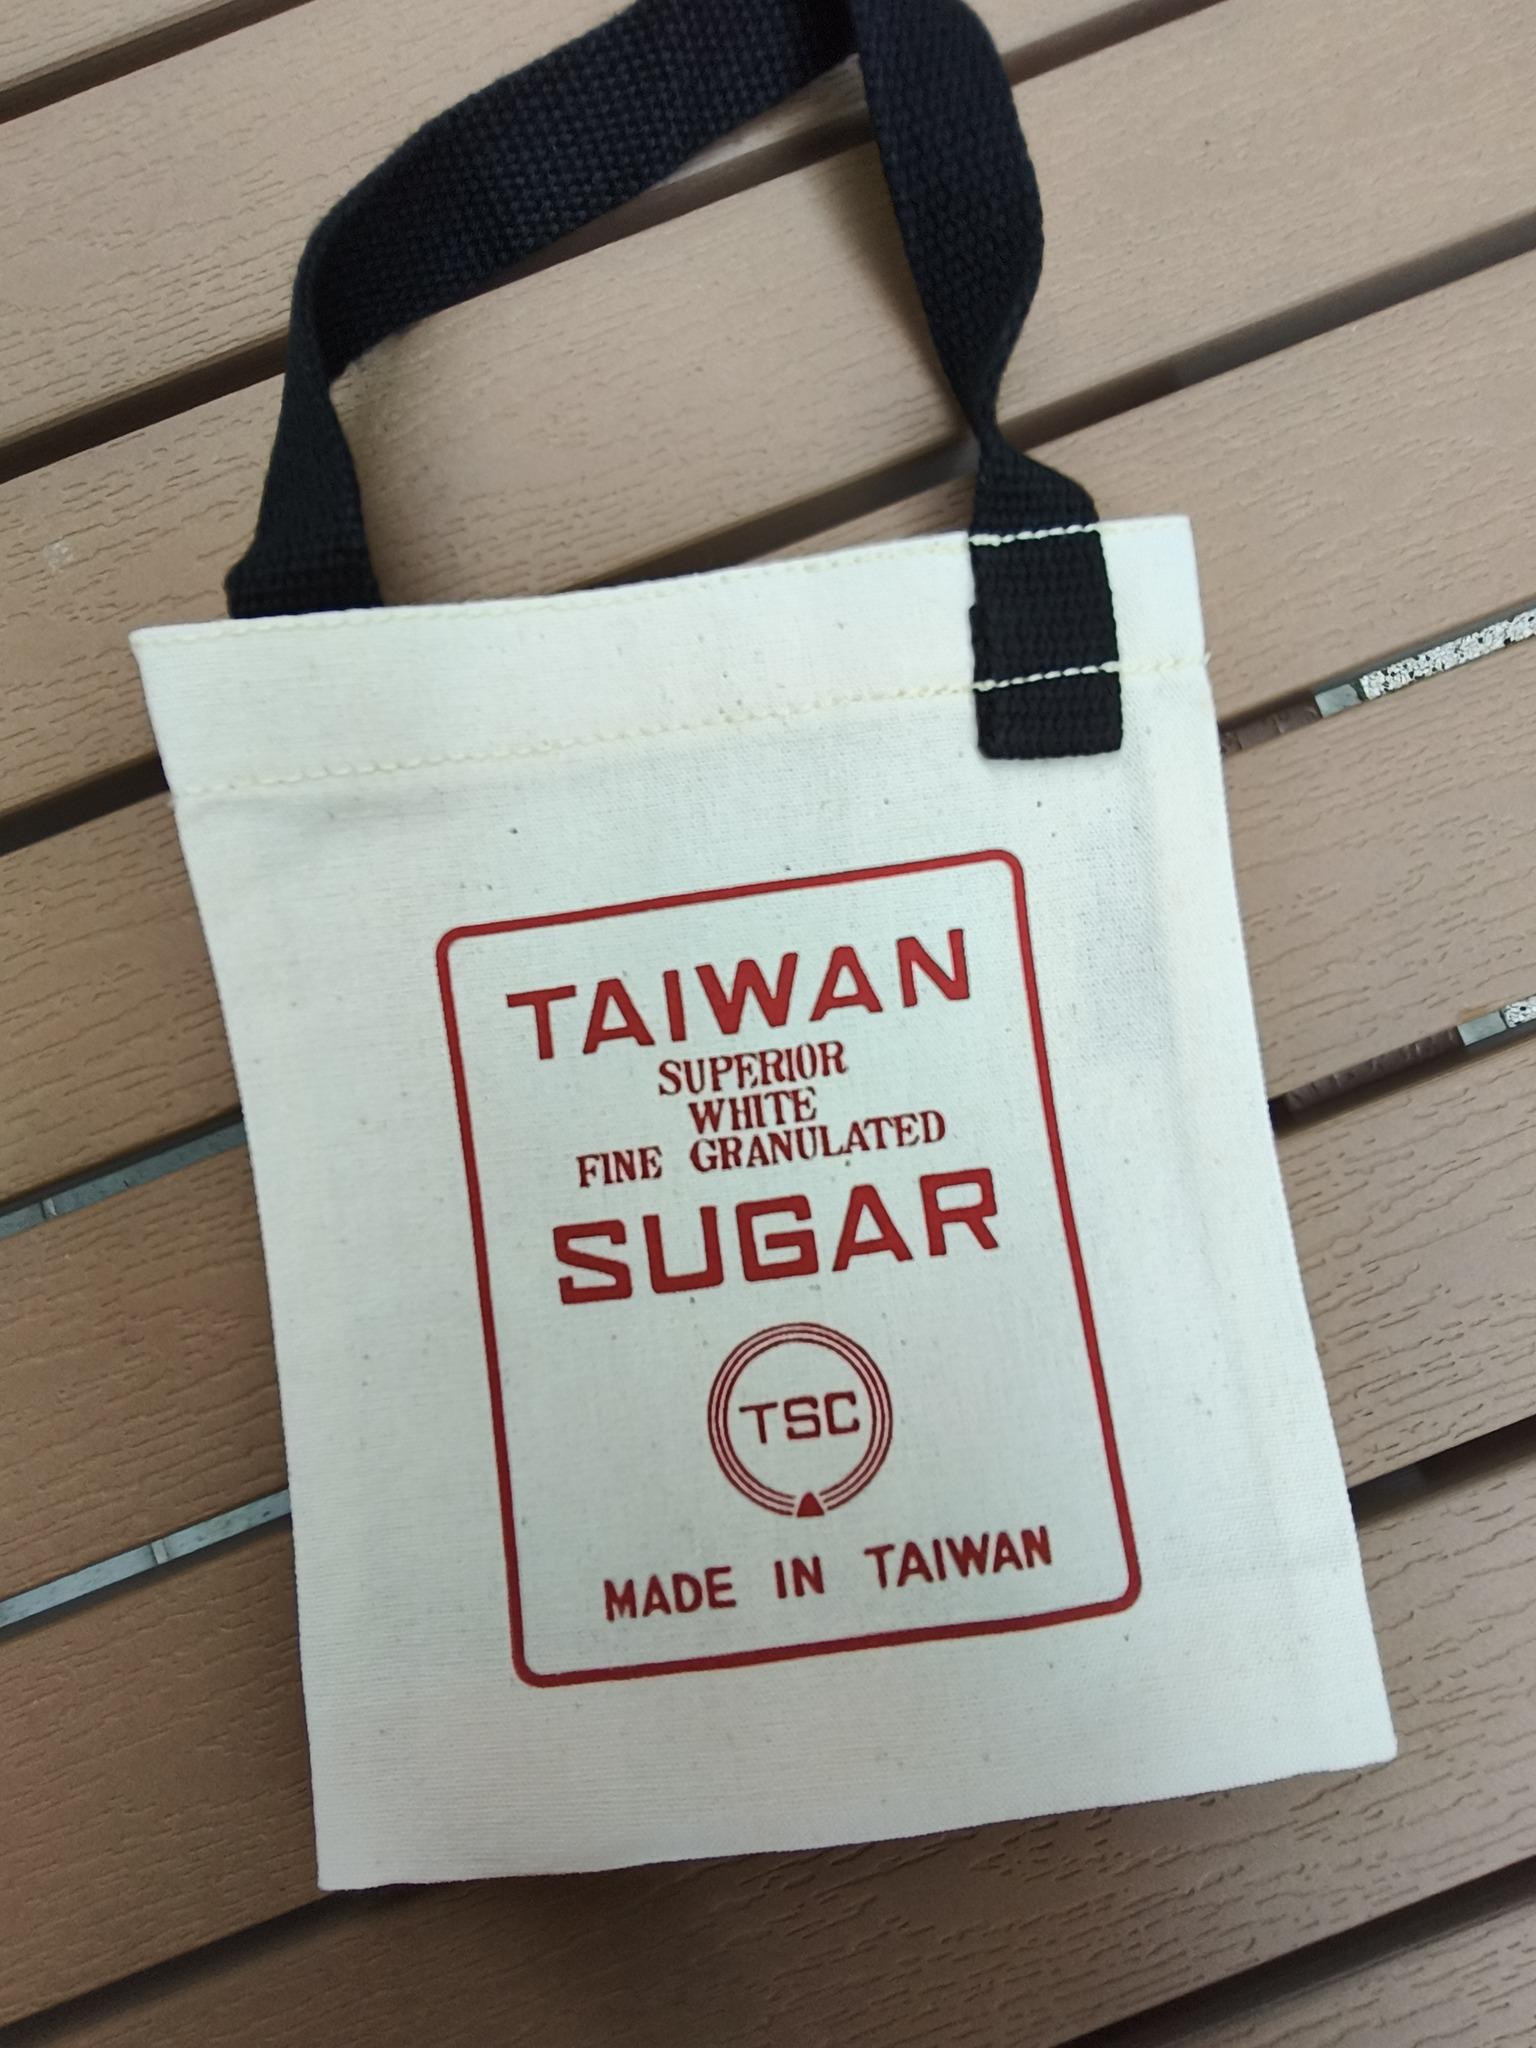 TAIWAN
SUPERIOR
WHITE
FINE GRANULATED
SUGAR
TSC
MADE IN TAIWAN